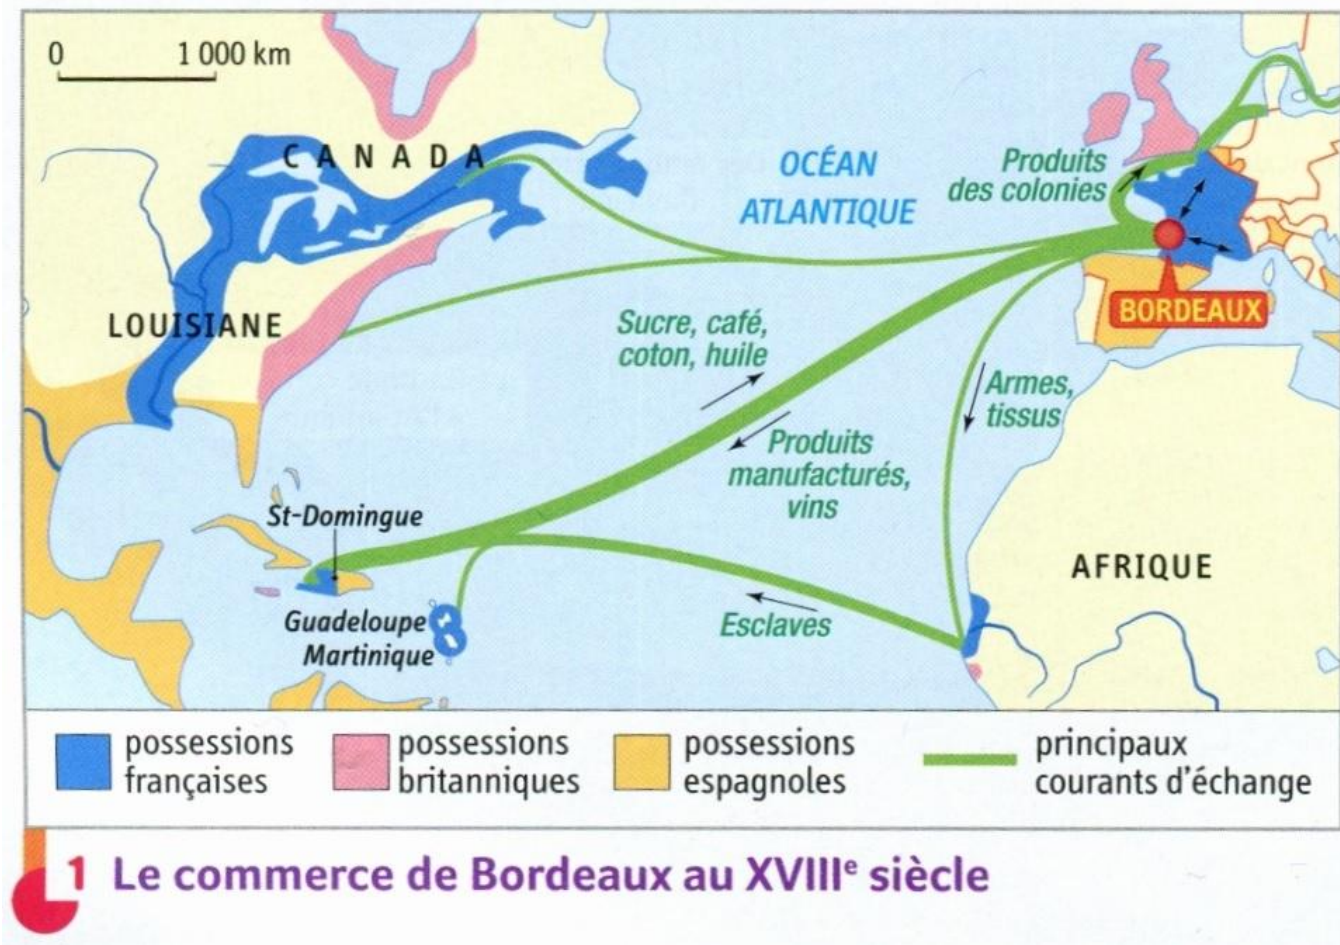 0 1 000 km
CANADA
OCÉAN
ATLANTIQUE
Produits
des colonies
BORDEAUX
LOUISIANE
Sucre, café,
coton, huile
Armes,
tissus
Produits
manufacturés,
vins
St-Domingue
AFRIQUE
Guadeloupe
Martinique
Esclaves
possessions
françaises
possessions
britanniques
possessions
espagnoles
principaux
courants d'échange
1 Le commerce de Bordeaux au XVIIIe siècle